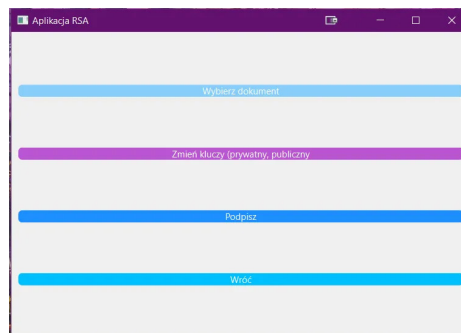 Aplikacja RSA
Wybierz dokument
Zmień kluczy (prywatny, publiczny
Podpisz
Wróć